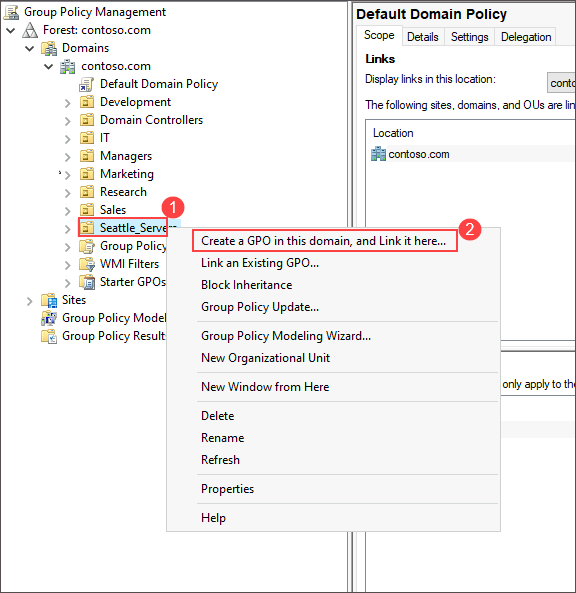 Group Policy Management
Forest: contoso.com
Domains
contoso.com
Default Domain Policy
Development
Domain Controllers
IT
Managers
Marketing
Research
Sales
Seattle_Servers
Group Policy
WMI Filters
Starter GPOs
Sites
Group Policy Model
Group Policy Result
1
2
Create a GPO in this domain, and Link it here...
Link an Existing GPO...
Block Inheritance
Group Policy Update...
Group Policy Modeling Wizard...
New Organizational Unit
New Window from Here
Delete
Rename
Refresh
Properties
Help
Default Domain Policy
Scope Details Settings Delegation
Links
Display links in this location: conto
The following sites, domains, and OUs are lin
Location
contoso.com
only apply to the